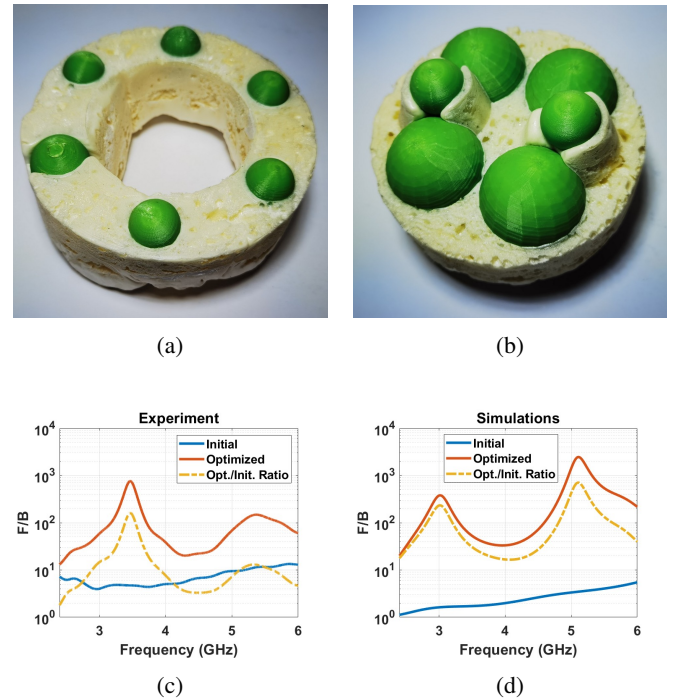 (a)
(b)
Experiment
Initial
Optimized
Opt./Init. Ratio
F/B
10^4
10^3
10^2
10^1
10^0
3
4
5
6
Frequency (GHz)
(c)
Simulations
Initial
Optimized
Opt./Init. Ratio
F/B
10^4
10^3
10^2
10^1
10^0
3
4
5
6
Frequency (GHz)
(d)